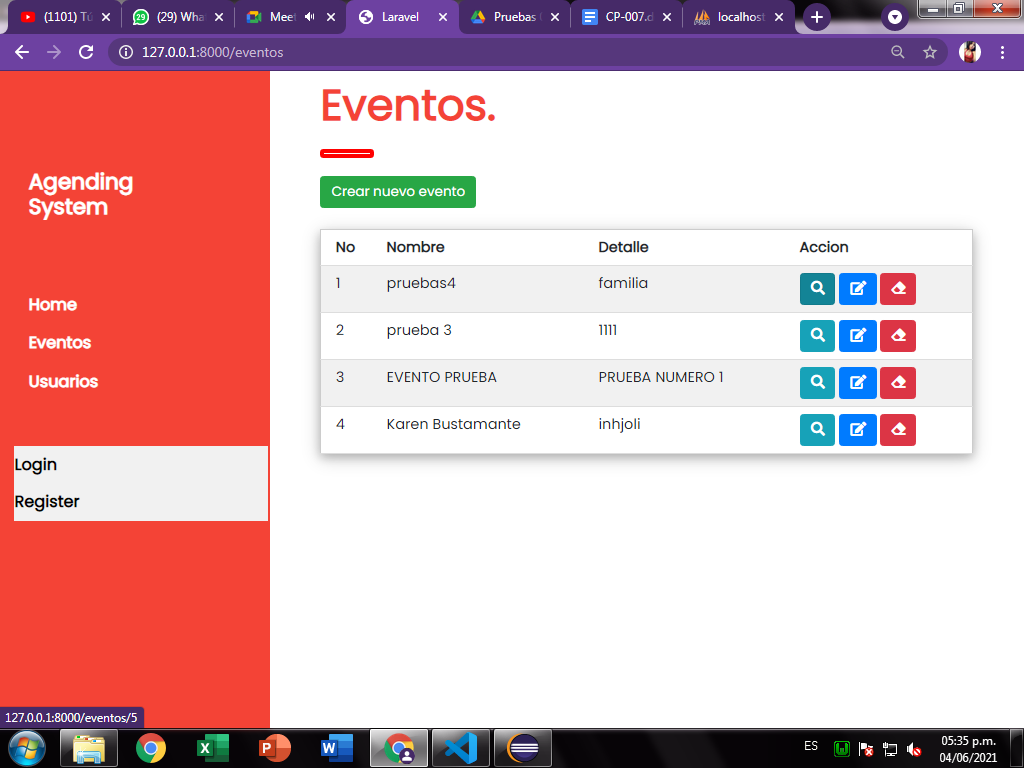 (1101) Tú
(29) Wha
Meet
Laravel
Pruebas
CP-007.d
localhost
127.0.0.1:8000/eventos
Agending
System
Home
Eventos
Usuarios
Login
Register
Eventos.
Crear nuevo evento
No Nombre Detalle Accion
1 pruebas4 familia
2 prueba 3 1111
3 EVENTO PRUEBA PRUEBA NUMERO 1
4 Karen Bustamante inhjoli
127.0.0.1:8000/eventos/5
ES
05:35 p.m.
04/06/2021